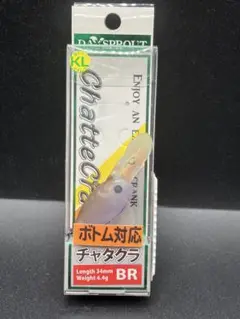 DAYSPROUT
KL
ChatteCra
ENJOY AN E
CRANK
ボトム対応
チャタクラ
Length 34mm
Weight 4.4g
BR